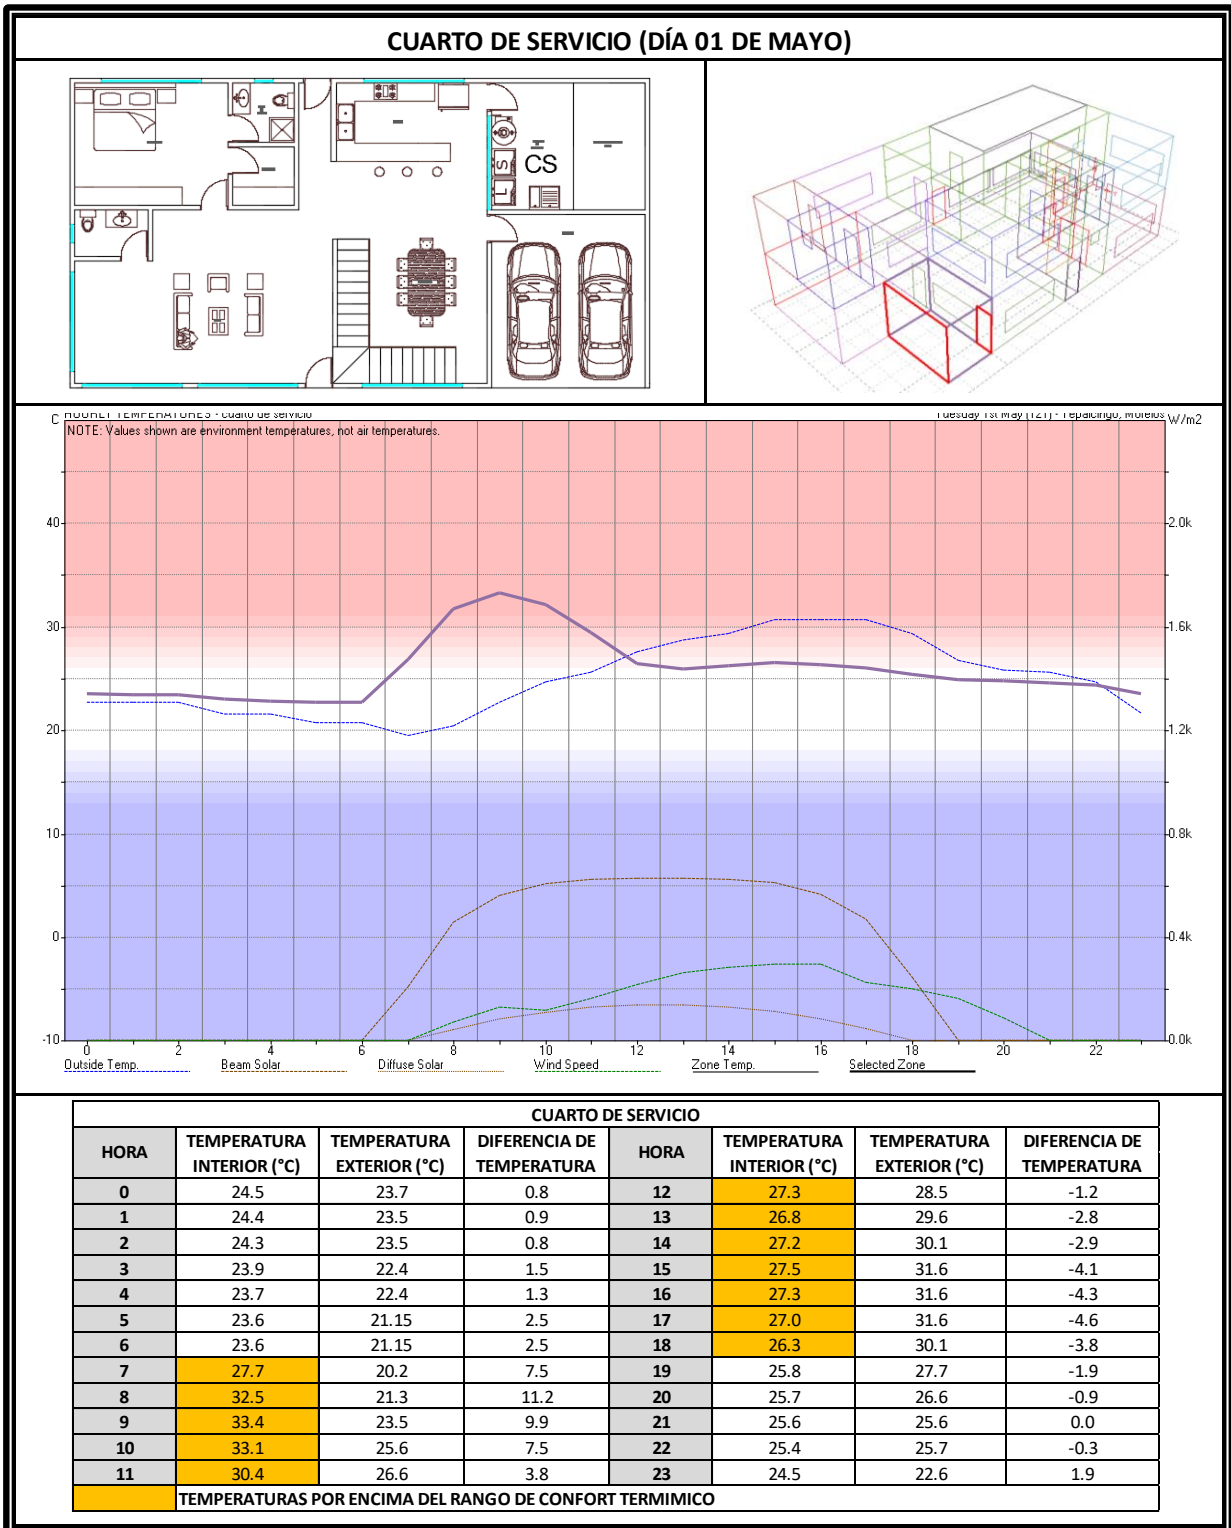 CUARTO DE SERVICIO (DÍA 01 DE MAYO)
S
L
CS
HOURLY TEMPERATURES - cuarto de servicio
Tuesday 1st May (121) - Tepalcingo, Morelos
C
W/m2
NOTE: Values shown are environment temperatures, not air temperatures.
40
2.0k
30
1.6k
20
1.2k
10
0.8k
0
0.4k
-10
0.0k
0 2 4 6 8 10 12 14 16 18 20 22
Outside Temp. Beam Solar Diffuse Solar Wind Speed Zone Temp. Selected Zone
CUARTO DE SERVICIO
HORA TEMPERATURA INTERIOR (°C) TEMPERATURA EXTERIOR (°C) DIFERENCIA DE TEMPERATURA HORA TEMPERATURA INTERIOR (°C) TEMPERATURA EXTERIOR (°C) DIFERENCIA DE TEMPERATURA
0 24.5 23.7 0.8 12 27.3 28.5 -1.2
1 24.4 23.5 0.9 13 26.8 29.6 -2.8
2 24.3 23.5 0.8 14 27.2 30.1 -2.9
3 23.9 22.4 1.5 15 27.5 31.6 -4.1
4 23.7 22.4 1.3 16 27.3 31.6 -4.3
5 23.6 21.15 2.5 17 27.0 31.6 -4.6
6 23.6 21.15 2.5 18 26.3 30.1 -3.8
7 27.7 20.2 7.5 19 25.8 27.7 -1.9
8 32.5 21.3 11.2 20 25.7 26.6 -0.9
9 33.4 23.5 9.9 21 25.6 25.6 0.0
10 33.1 25.6 7.5 22 25.4 25.7 -0.3
11 30.4 26.6 3.8 23 24.5 22.6 1.9
TEMPERATURAS POR ENCIMA DEL RANGO DE CONFORT TERMIMICO